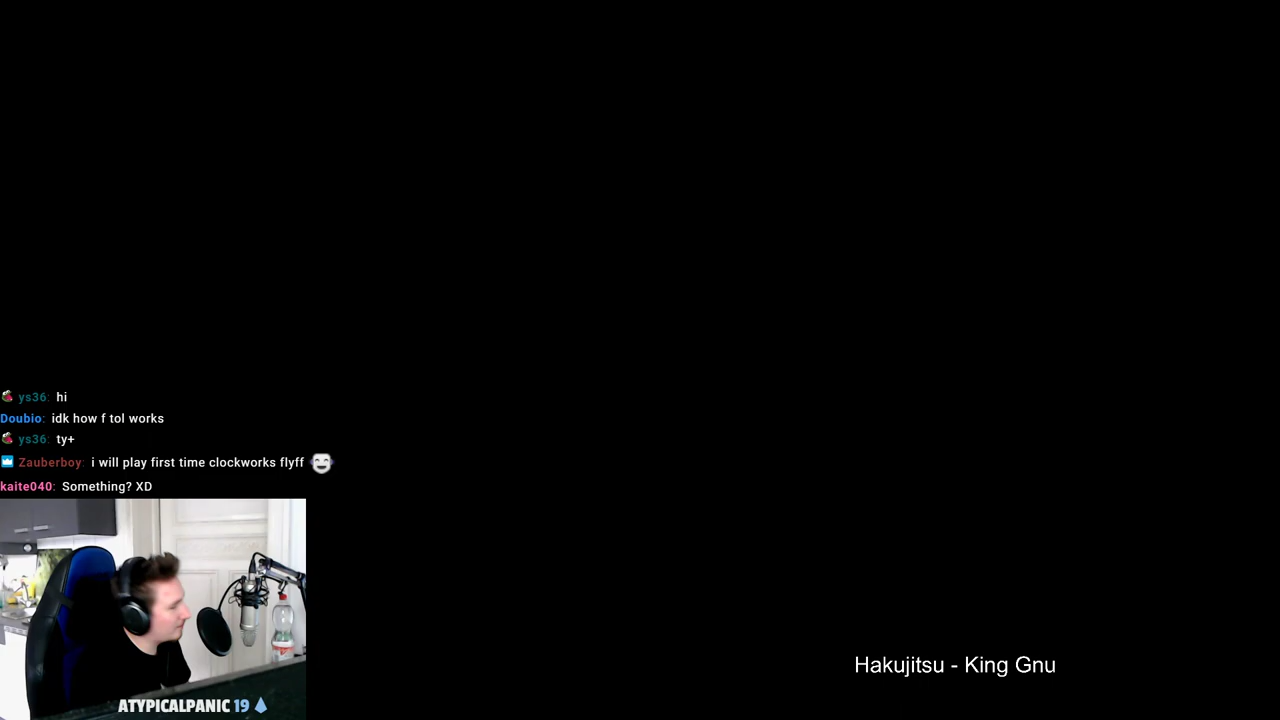 ys36: hi
Doubio: idk how f tol works
ys36: ty+
Zauberboy: i will play first time clockworks flyff
kaite040: Something? XD
ATYPICALPANIC 19
Hakujitsu - King Gnu